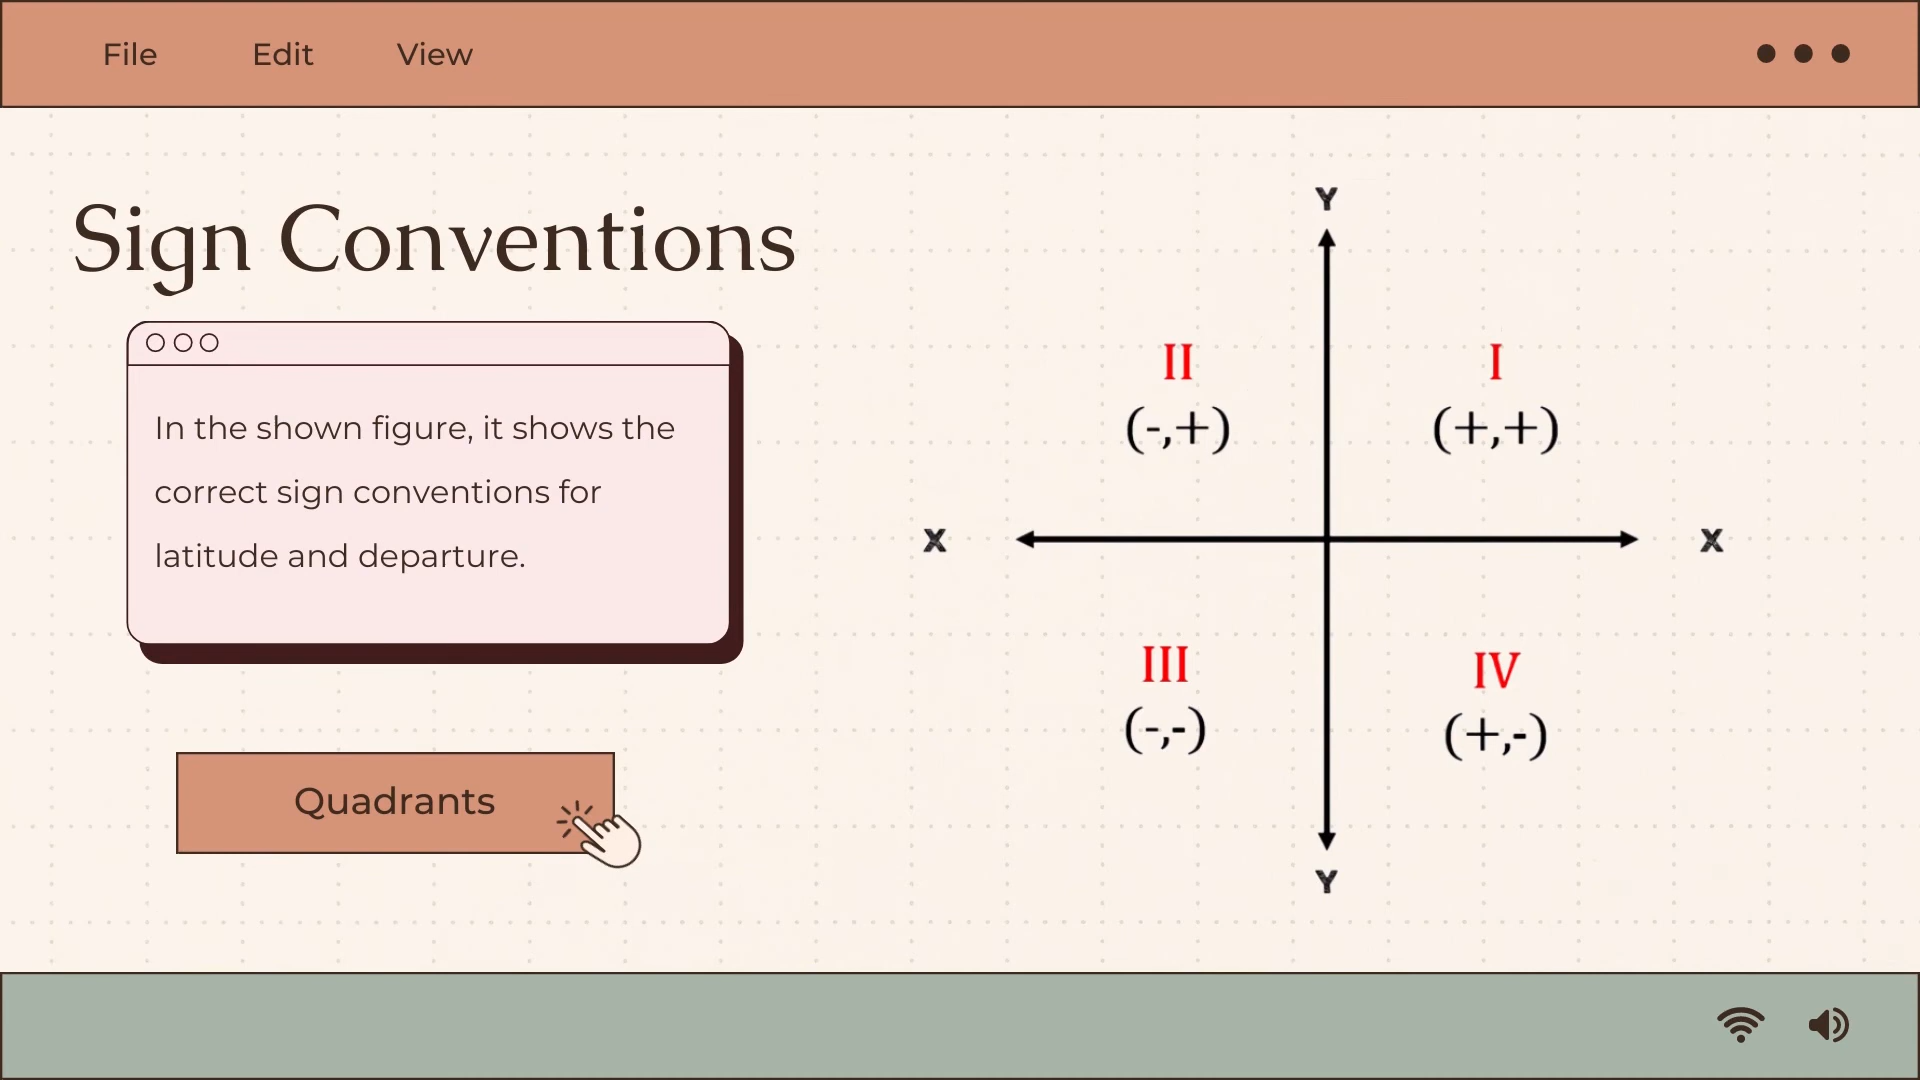 File Edit View
Sign Conventions
In the shown figure, it shows the
correct sign conventions for
latitude and departure.
Quadrants
Y
II I
(-,+) (+,+)
X X
III IV
(-,-) (+,-)
Y